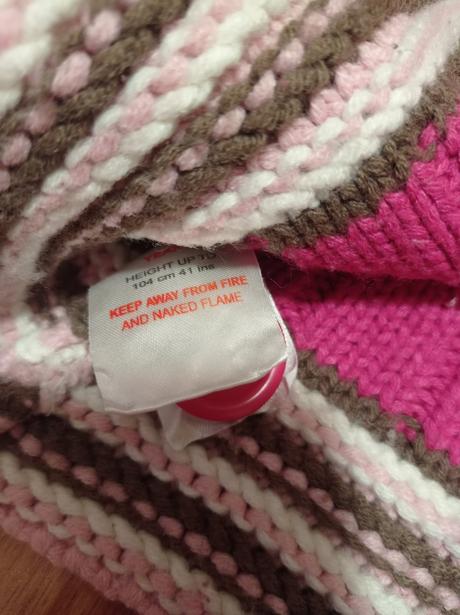 HEIGHT UP TO
104 cm 41 ins
KEEP AWAY FROM FIRE
AND NAKED FLAME